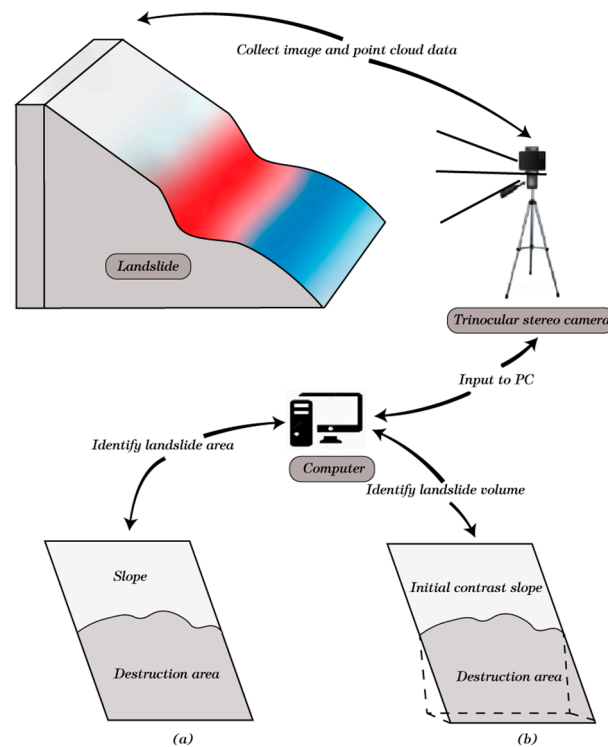 Collect image and point cloud data
Landslide
Trinocular stereo camera
Input to PC
Identify landslide area
Computer
Identify landslide volume
Slope
Initial contrast slope
Destruction area
Destruction area
(a)
(b)